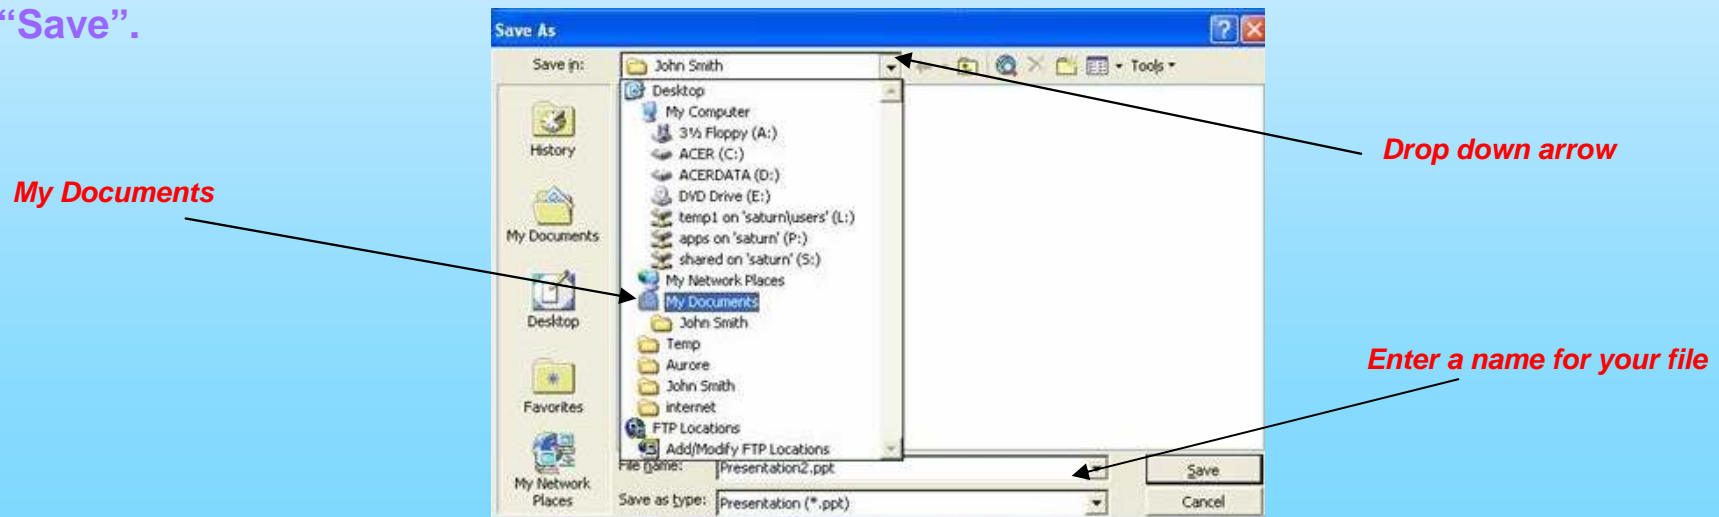 “Save”.
Save As
Save in:
John Smith
Tools
Desktop
My Computer
3½ Floppy (A:)
ACER (C:)
ACERDATA (D:)
DVD Drive (E:)
temp1 on 'saturn\users' (L:)
apps on 'saturn' (P:)
shared on 'saturn' (S:)
My Network Places
My Documents
John Smith
Temp
Aurore
John Smith
internet
FTP Locations
Add/Modify FTP Locations
History
My Documents
Desktop
Favorites
My Network
Places
File name:
Presentation2.ppt
Save
Save as type:
Presentation (*.ppt)
Cancel
My Documents
Drop down arrow
Enter a name for your file